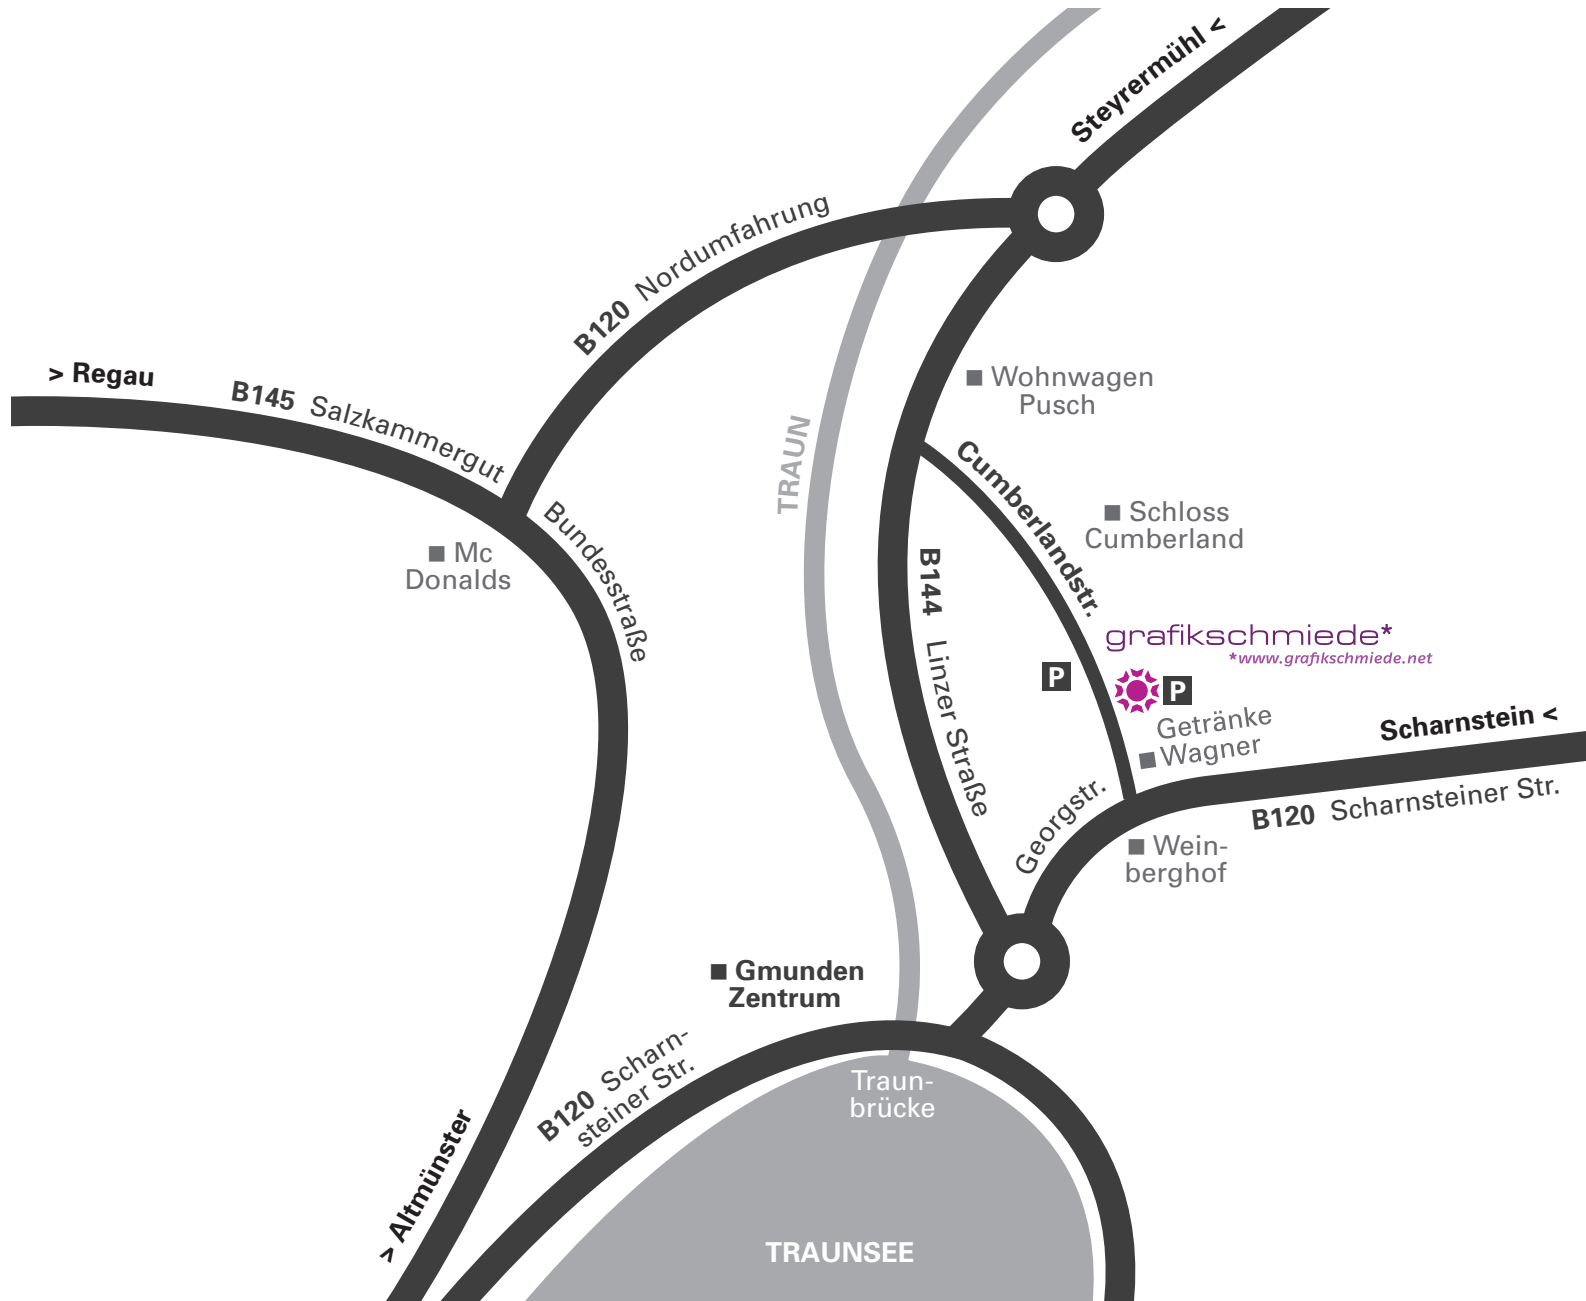 Steyrermühl <
B120 Nordumfahrung
> Regau
B145 Salzkammergut
Bundesstraße
■ Wohnwagen
Pusch
TRAUN
Cumberlandstr.
■ Schloss
Cumberland
■ Mc
Donalds
B144 Linzer Straße
grafikschmiede*
*www.grafikschmiede.net
P
P
Getränke
■ Wagner
Scharnstein <
B120 Scharnsteiner Str.
Georgstr.
■ Wein-
berghof
■ Gmunden
Zentrum
B120 Scharn-
steiner Str.
Traun-
brücke
> Altmünster
TRAUNSEE